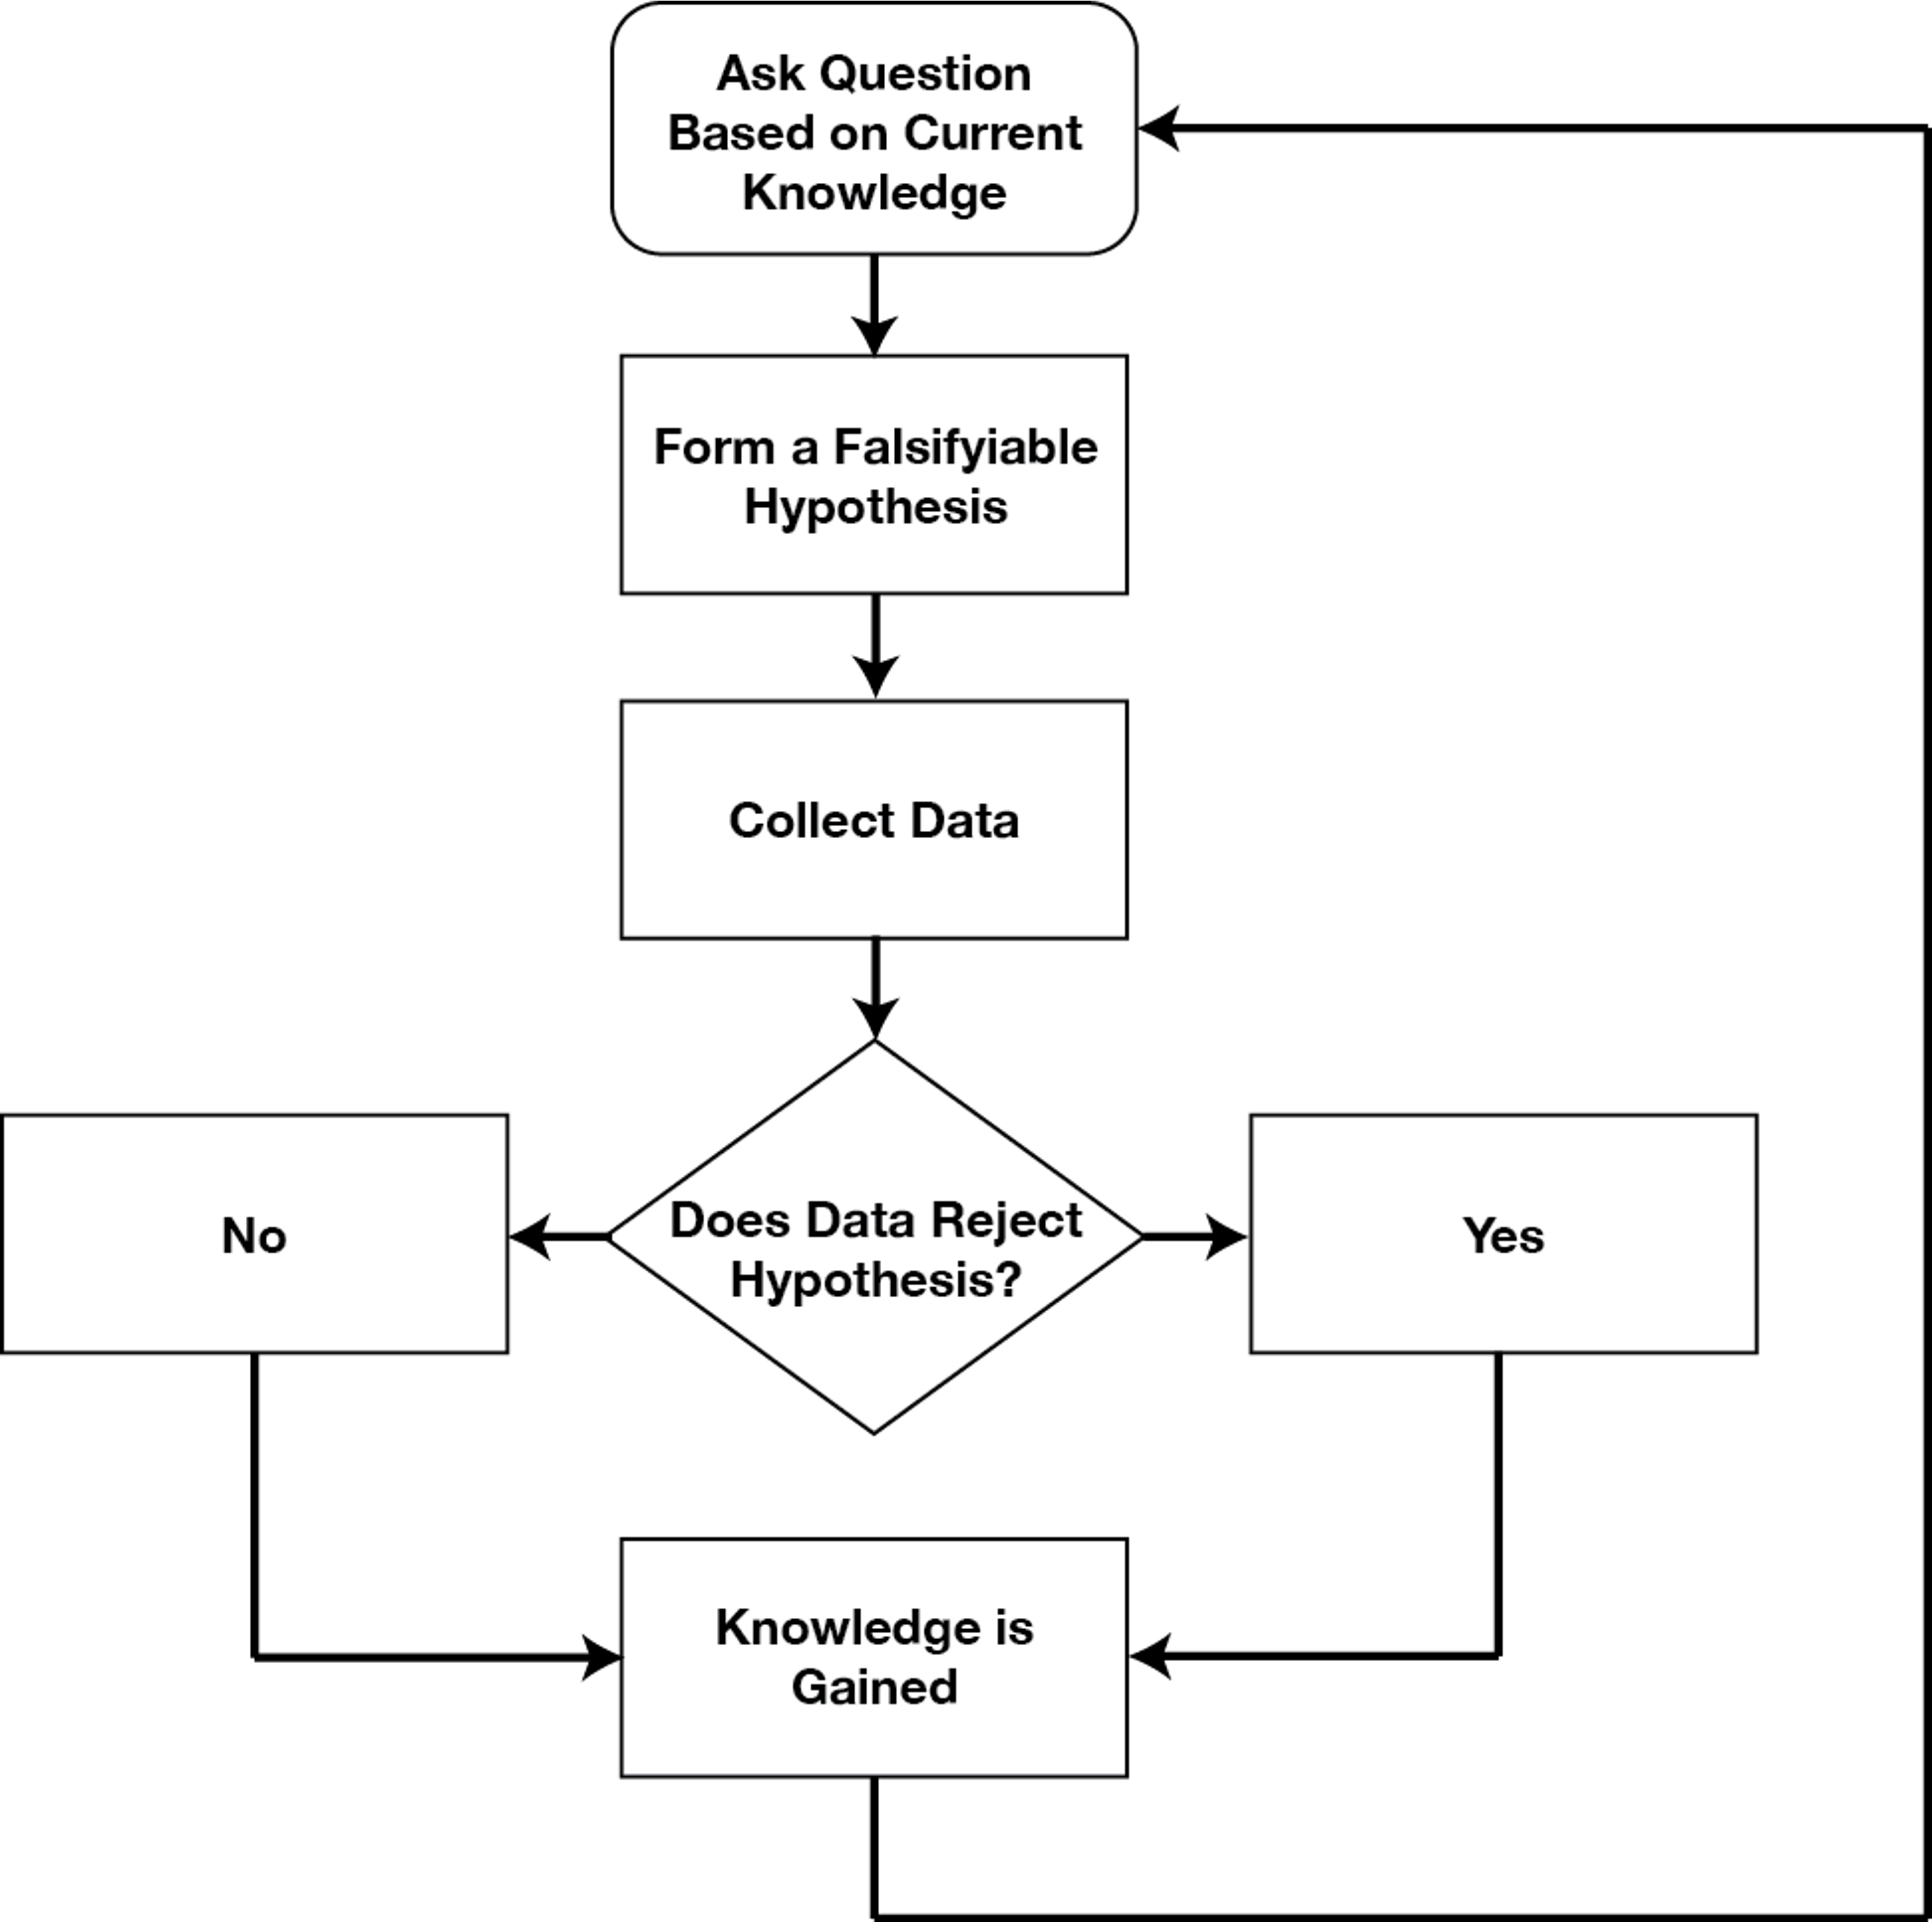 Ask Question
Based on Current
Knowledge
Form a Falsifyiable
Hypothesis
Collect Data
Does Data Reject
Hypothesis?
No
Yes
Knowledge is
Gained